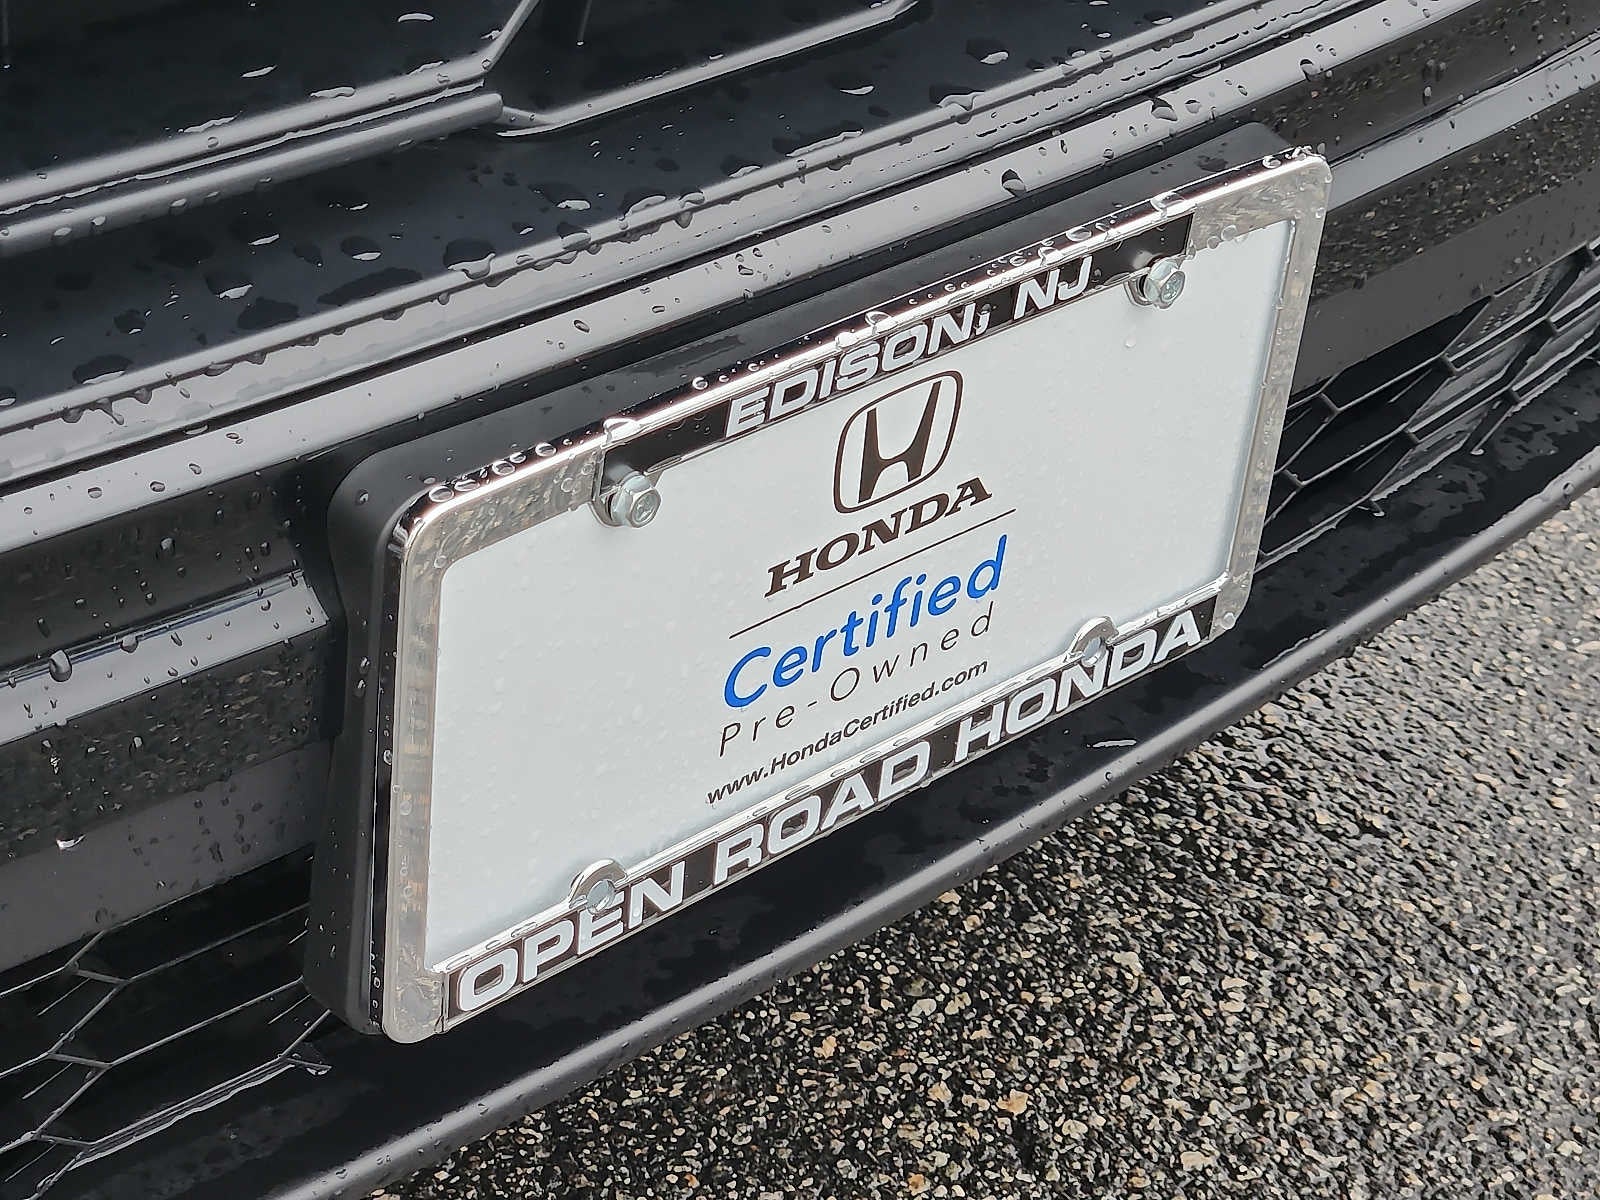 EDISON, NJ
HONDA
Certified
Pre-Owned
www.HondaCertified.com
OPEN ROAD HONDA